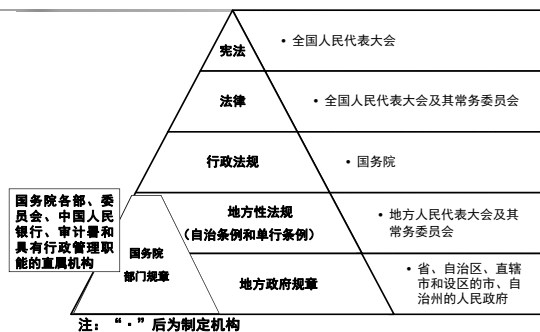 宪法
• 全国人民代表大会
法律
• 全国人民代表大会及其常务委员会
行政法规
• 国务院
国务院各部、委
员会、中国人民
银行、审计署和
具有行政管理职
能的直属机构
国务院
部门规章
地方性法规
（自治条例和单行条例）
• 地方人民代表大会及其
常务委员会
地方政府规章
• 省、自治区、直辖
市和设区的市、自
治州的人民政府
注：“·”后为制定机构